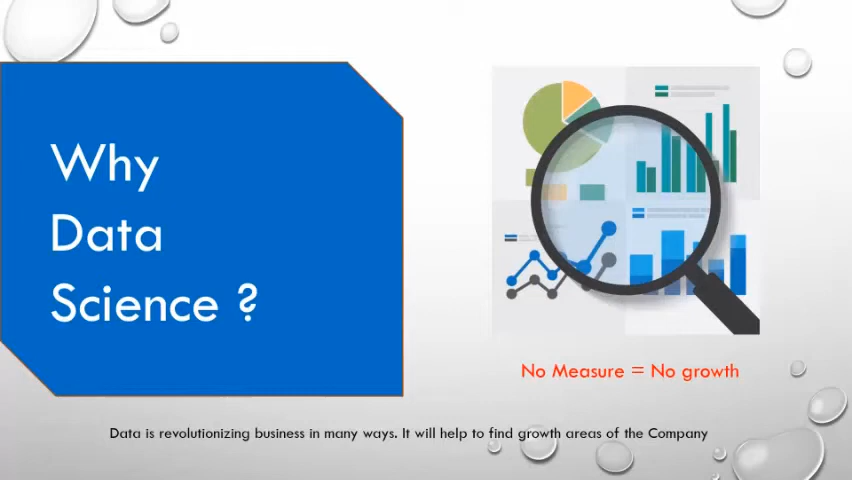 Why
Data
Science ?
No Measure = No growth
Data is revolutionizing business in many ways. It will help to find growth areas of the Company